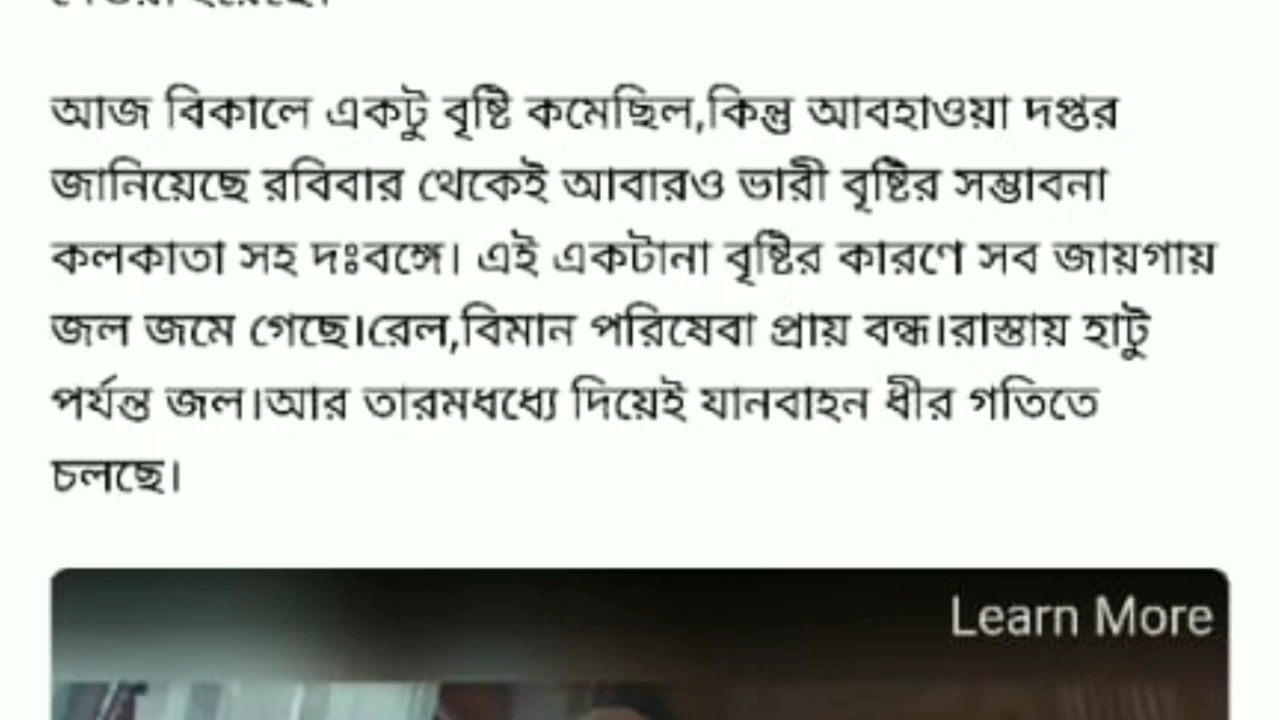 আজ বিকালে একটু বৃষ্টি কমেছিল,কিন্তু আবহাওয়া দপ্তর
জানিয়েছে রবিবার থেকেই আবারও ভারী বৃষ্টির সম্ভাবনা
কলকাতা সহ দঃবঙ্গে। এই একটানা বৃষ্টির কারণে সব জায়গায়
জল জমে গেছে।রেল,বিমান পরিষেবা প্রায় বন্ধ।রাস্তায় হাটু
পর্যন্ত জল।আর তারমধধ্যে দিয়েই যানবাহন ধীর গতিতে
চলছে।
Learn More